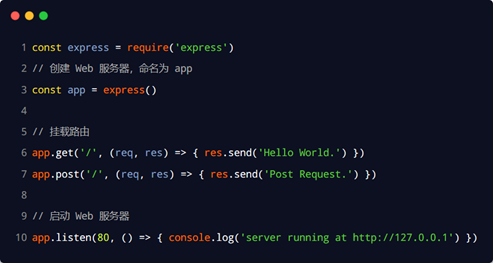 1 const express = require('express')
2 // 创建 Web 服务器，命名为 app
3 const app = express()
4
5 // 挂载路由
6 app.get('/', (req, res) => { res.send('Hello World.') })
7 app.post('/', (req, res) => { res.send('Post Request.') })
8
9 // 启动 Web 服务器
10 app.listen(80, () => { console.log('server running at http://127.0.0.1') })